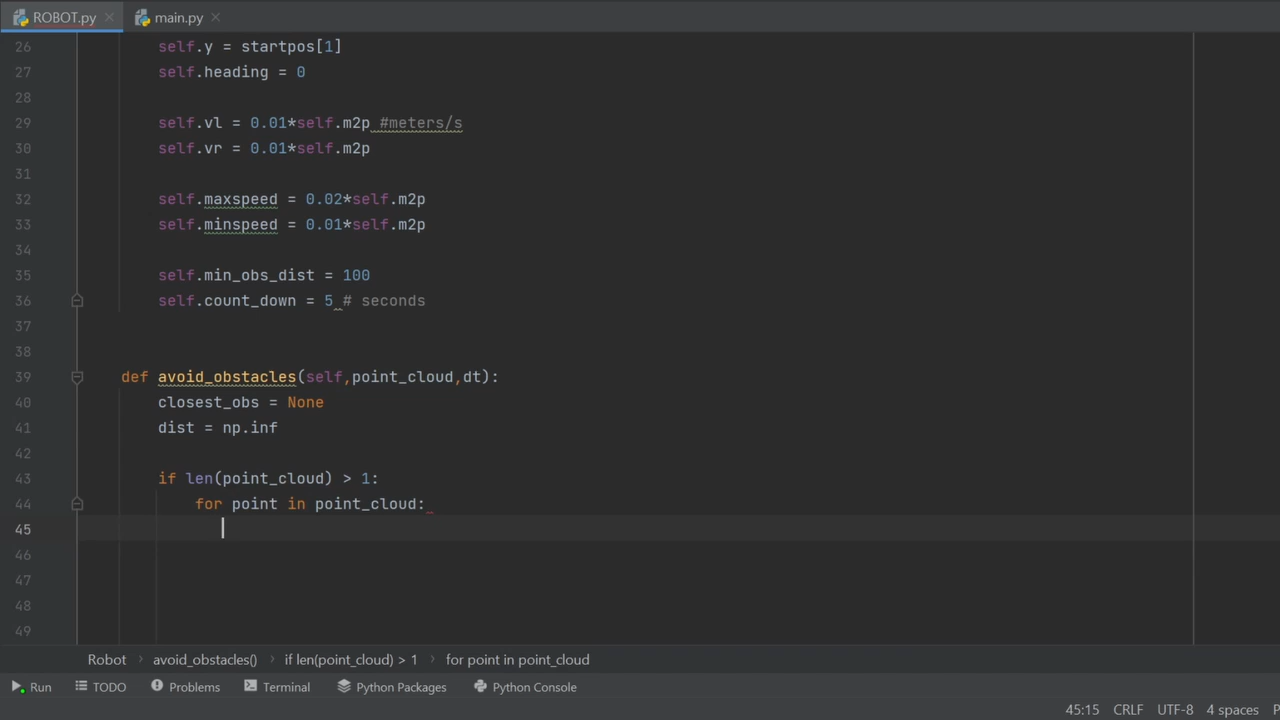 ROBOT.py main.py
26 self.y = startpos[1]
27 self.heading = 0
28
29 self.vl = 0.01*self.m2p #meters/s
30 self.vr = 0.01*self.m2p
31
32 self.maxspeed = 0.02*self.m2p
33 self.minspeed = 0.01*self.m2p
34
35 self.min_obs_dist = 100
36 self.count_down = 5 # seconds
37
38
39 def avoid_obstacles(self,point_cloud,dt):
40 closest_obs = None
41 dist = np.inf
42
43 if len(point_cloud) > 1:
44 for point in point_cloud:
45
46
47
48
49
Robot › avoid_obstacles() › if len(point_cloud) > 1 › for point in point_cloud
Run TODO Problems Terminal Python Packages Python Console
45:15 CRLF UTF-8 4 spaces P